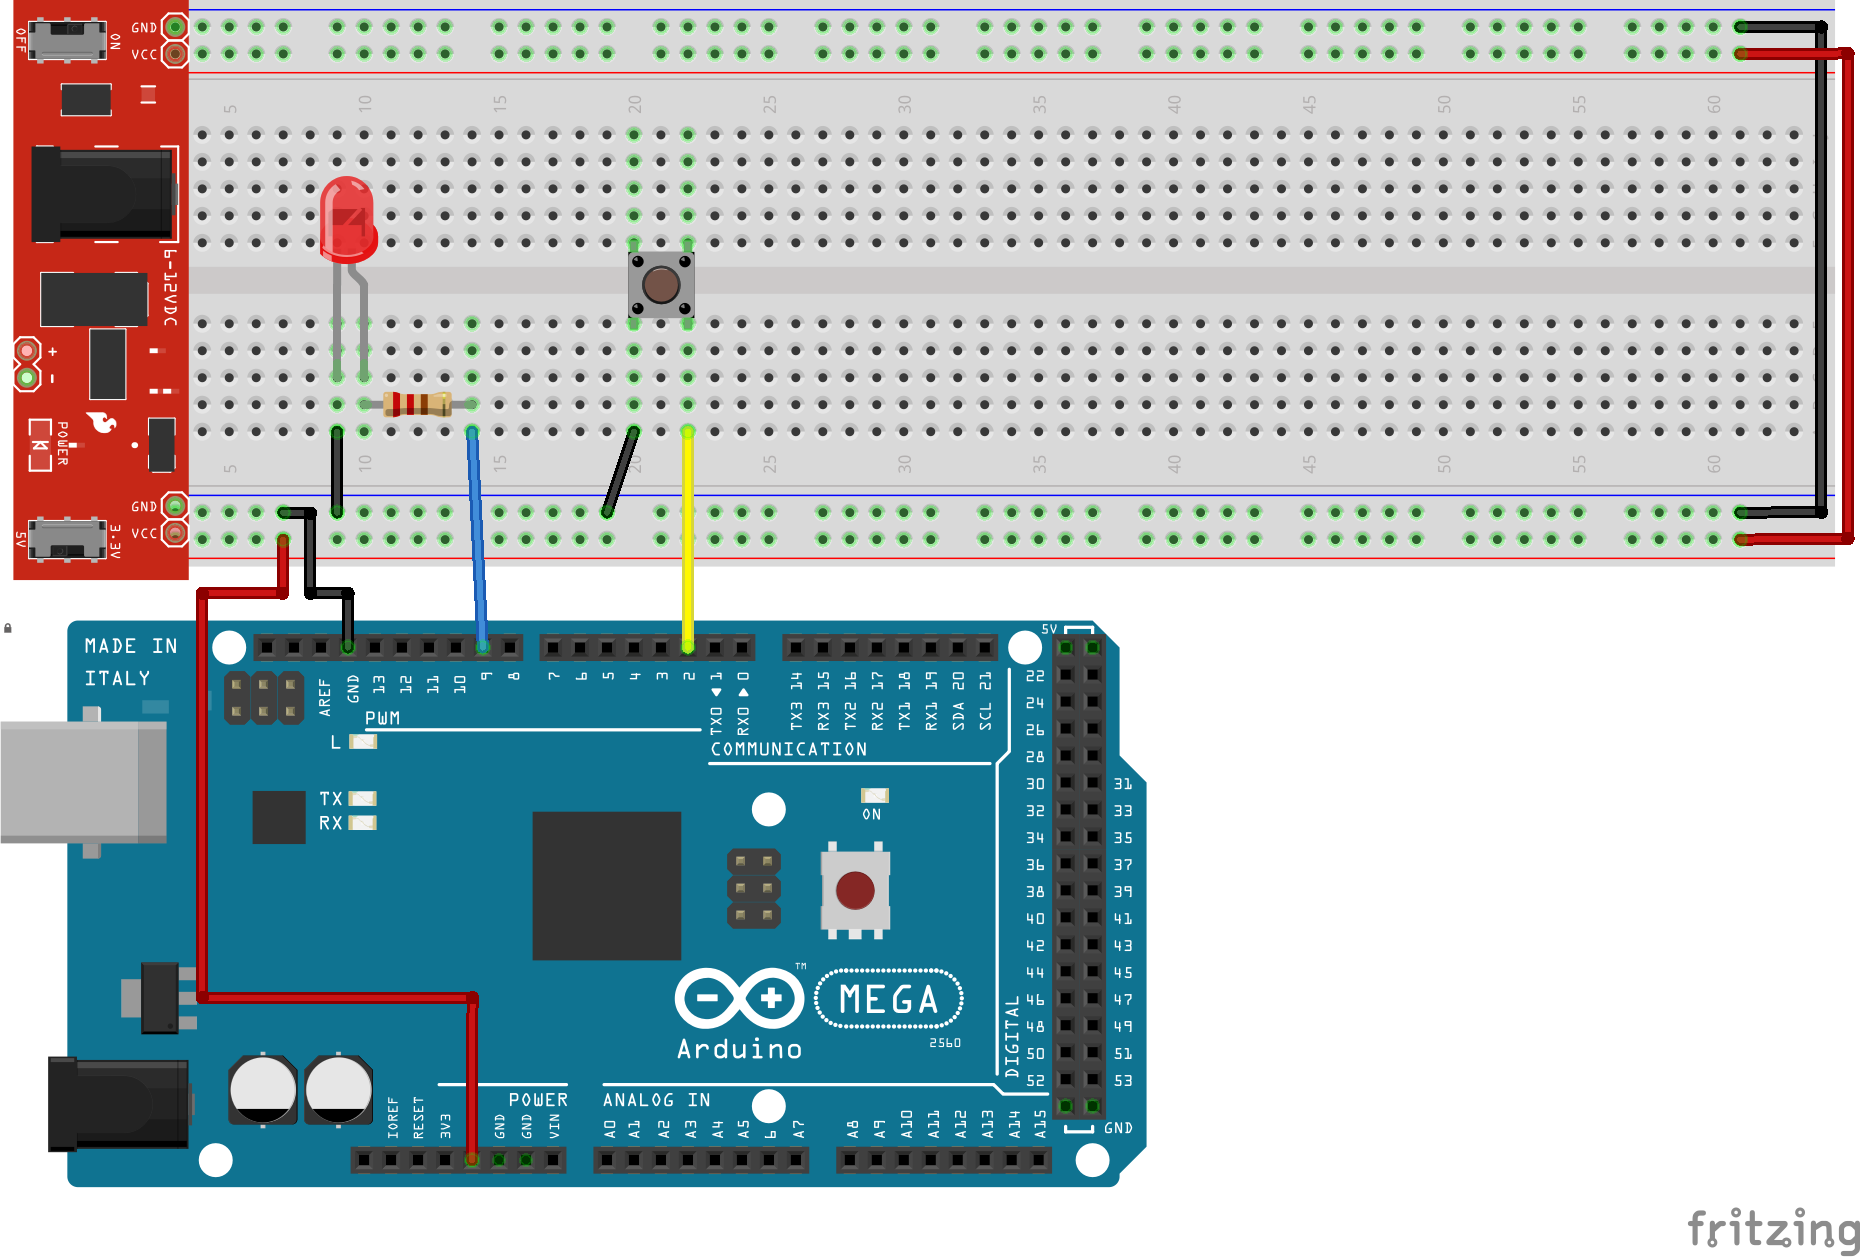 OFF
ON
GND
VCC
5 10 15 20 25 30 35 40 45 50 55 60
6-12VDC
+
-
POWER
5 10 15 20 25 30 35 40 45 50 55 60
GND
VCC
5V
3.3V
MADE IN
ITALY
AREF GND 13 12 11 10 9 8 7 6 5 4 3 2 1 0
TX0 RX0
TX3 14 RX3 15 TX2 16 RX2 17 TX1 18 RX1 19 SDA 20 SCL 21
PWM
COMMUNICATION
L
TX
RX
ON
5V
22
24
26
28
30 31
32 33
34 35
36 37
38 39
40 41
42 43
44 45
46 47
48 49
50 51
52 53
GND
DIGITAL
TM
MEGA
2560
Arduino
POWER
ANALOG IN
IOREF RESET 3V3 GND GND VIN
A0 A1 A2 A3 A4 A5 6 A7
A8 A9 A10 A11 A12 A13 A14 A15
fritzing